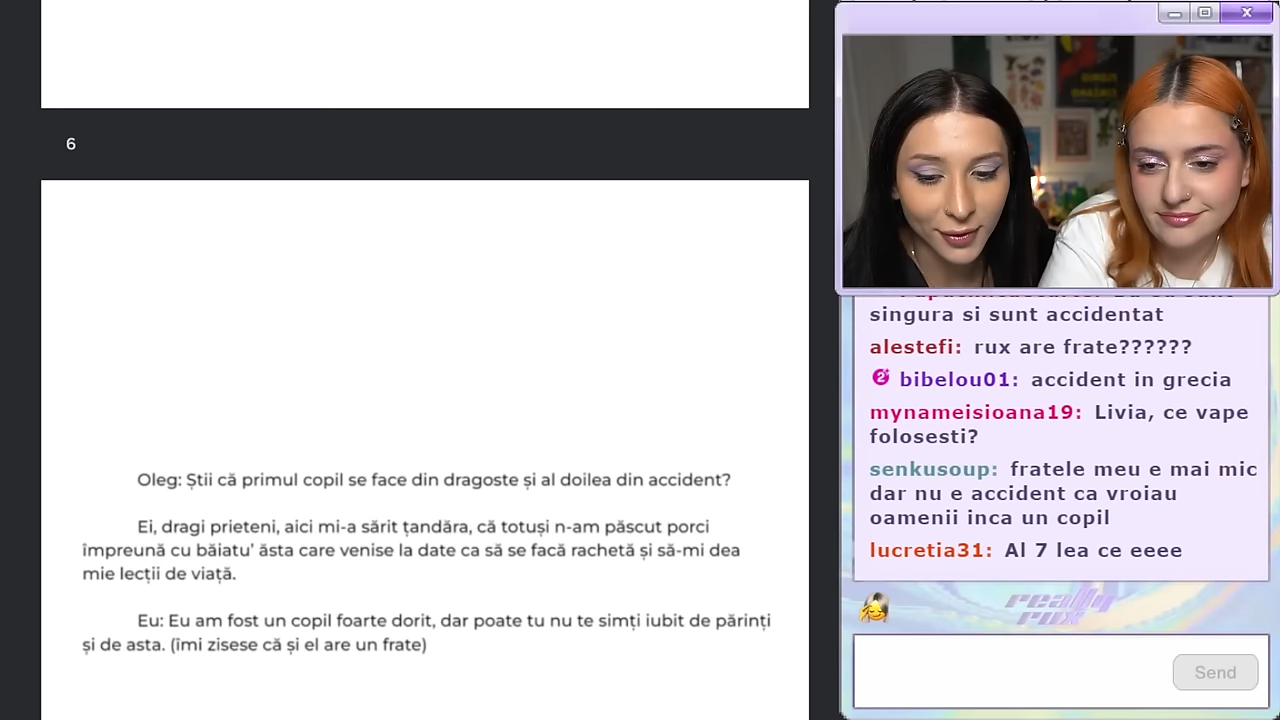 6
Oleg: Știi că primul copil se face din dragoste și al doilea din accident?
Ei, dragi prieteni, aici mi-a sărit țandăra, că totuși n-am păscut porci
împreună cu băiatu’ ăsta care venise la date ca să se facă rachetă și să-mi dea
mie lecții de viață.
Eu: Eu am fost un copil foarte dorit, dar poate tu nu te simți iubit de părinți
și de asta. (îmi zisese că și el are un frate)
singura si sunt accidentat
alestefi: rux are frate??????
bibelou01: accident in grecia
mynameisioana19: Livia, ce vape
folosesti?
senkusoup: fratele meu e mai mic
dar nu e accident ca vroiau
oamenii inca un copil
lucretia31: Al 7 lea ce eeee
really
rux
Send